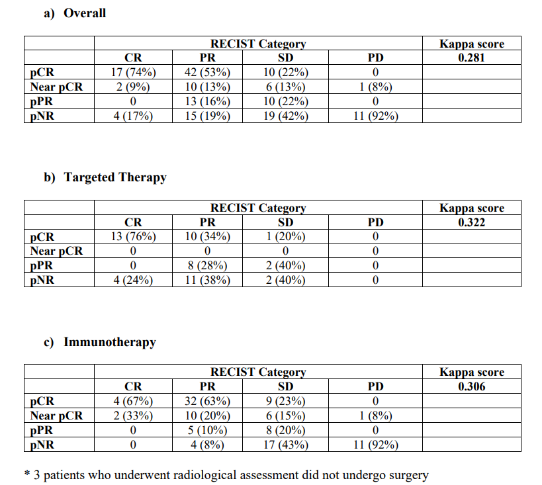 a) Overall
RECIST Category Kappa score
CR PR SD PD 0.281
pCR 17 (74%) 42 (53%) 10 (22%) 0
Near pCR 2 (9%) 10 (13%) 6 (13%) 1 (8%)
pPR 0 13 (16%) 10 (22%) 0
pNR 4 (17%) 15 (19%) 19 (42%) 11 (92%)
b) Targeted Therapy
RECIST Category Kappa score
CR PR SD PD 0.322
pCR 13 (76%) 10 (34%) 1 (20%) 0
Near pCR 0 0 0 0
pPR 0 8 (28%) 2 (40%) 0
pNR 4 (24%) 11 (38%) 2 (40%) 0
c) Immunotherapy
RECIST Category Kappa score
CR PR SD PD 0.306
pCR 4 (67%) 32 (63%) 9 (23%) 0
Near pCR 2 (33%) 10 (20%) 6 (15%) 1 (8%)
pPR 0 5 (10%) 8 (20%) 0
pNR 0 4 (8%) 17 (43%) 11 (92%)
* 3 patients who underwent radiological assessment did not undergo surgery